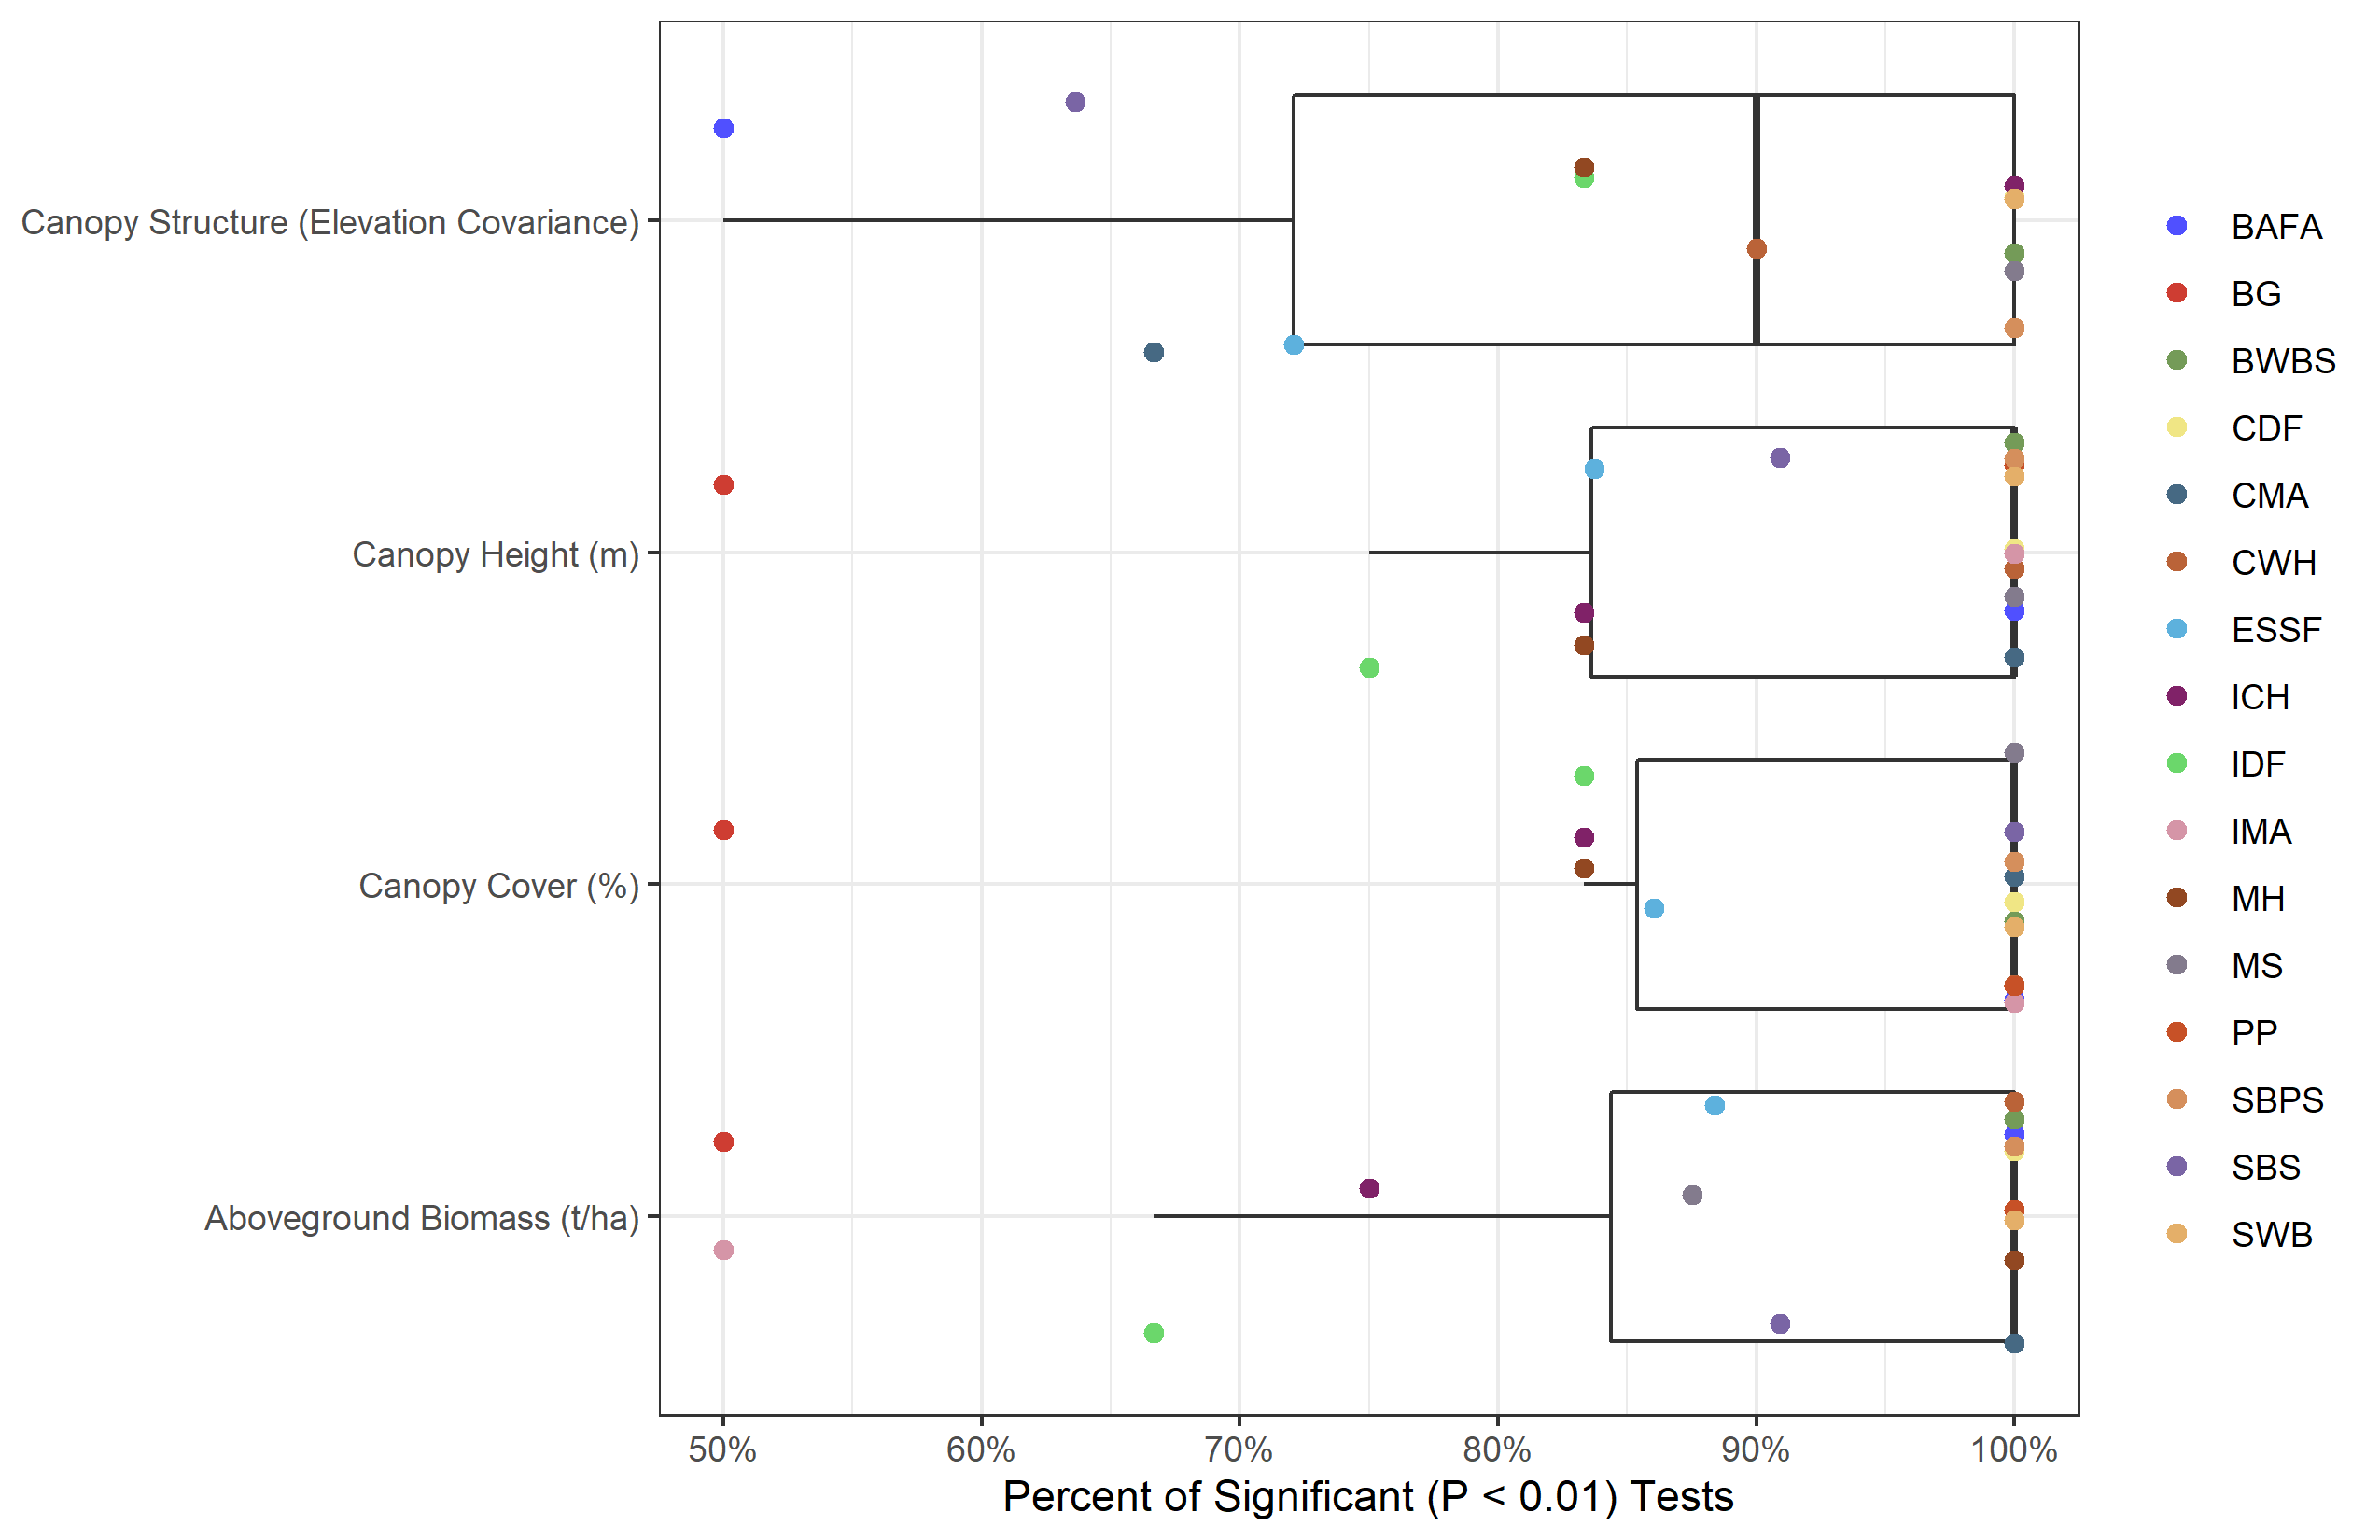 Canopy Structure (Elevation Covariance)
Canopy Height (m)
Canopy Cover (%)
Aboveground Biomass (t/ha)
50% 60% 70% 80% 90% 100%
Percent of Significant (P < 0.01) Tests
BAFA
BG
BWBS
CDF
CMA
CWH
ESSF
ICH
IDF
IMA
MH
MS
PP
SBPS
SBS
SWB